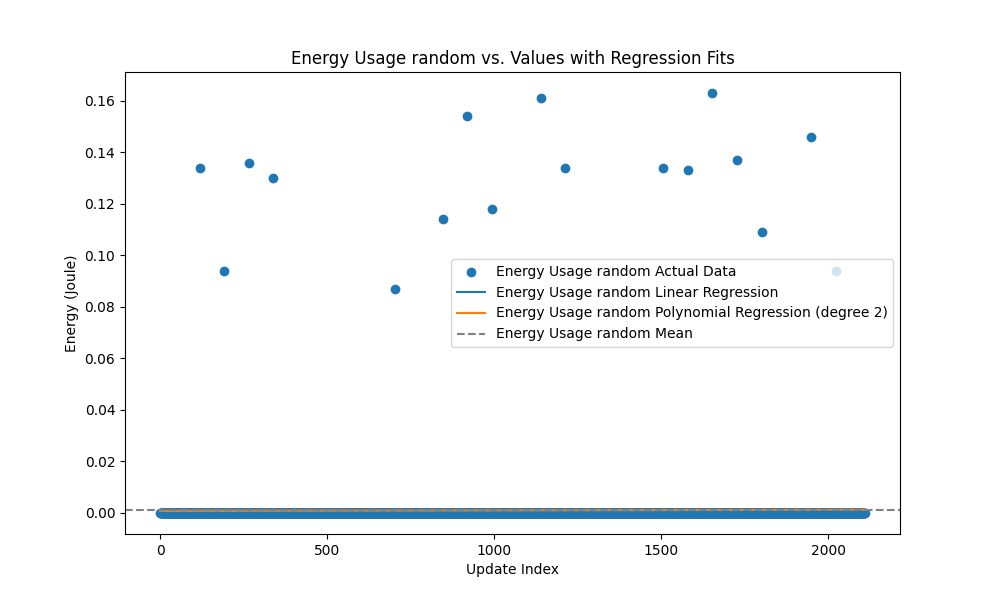 Energy Usage random vs. Values with Regression Fits
0.16
0.14
0.12
0.10
0.08
0.06
0.04
0.02
0.00
Energy (Joule)
Energy Usage random Actual Data
Energy Usage random Linear Regression
Energy Usage random Polynomial Regression (degree 2)
Energy Usage random Mean
0 500 1000 1500 2000
Update Index